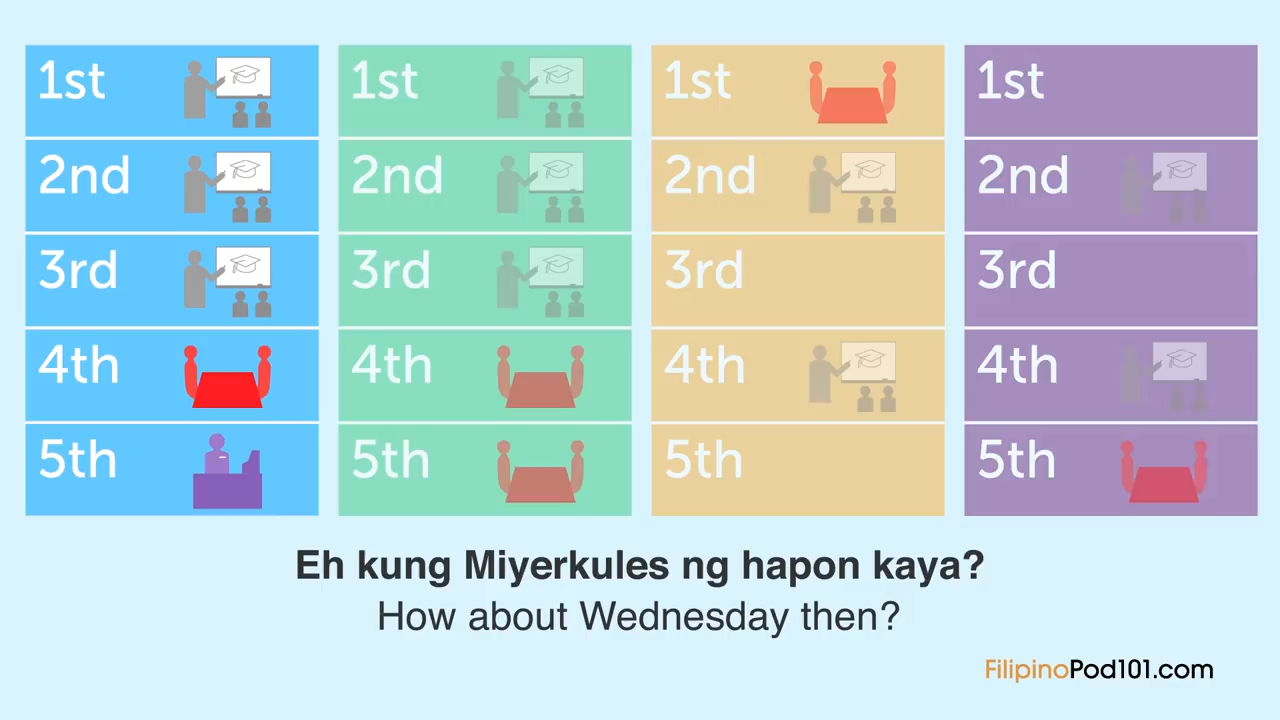 1st 1st 1st 1st
2nd 2nd 2nd 2nd
3rd 3rd 3rd 3rd
4th 4th 4th 4th
5th 5th 5th 5th
Eh kung Miyerkules ng hapon kaya?
How about Wednesday then?
FilipinoPod101.com